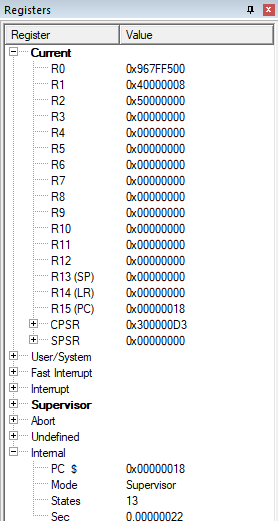 Registers
Register Value
Current
R0 0x967FF500
R1 0x40000008
R2 0x50000000
R3 0x00000000
R4 0x00000000
R5 0x00000000
R6 0x00000000
R7 0x00000000
R8 0x00000000
R9 0x00000000
R10 0x00000000
R11 0x00000000
R12 0x00000000
R13 (SP) 0x00000000
R14 (LR) 0x00000000
R15 (PC) 0x00000018
CPSR 0x300000D3
SPSR 0x00000000
User/System
Fast Interrupt
Interrupt
Supervisor
Abort
Undefined
Internal
PC $ 0x00000018
Mode Supervisor
States 13
Sec 0.00000022